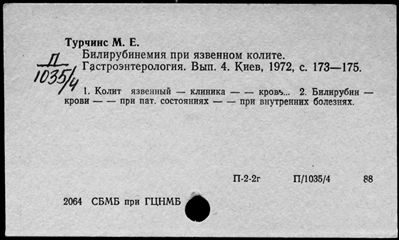 Турчинс М. Е.
Билирубинемия при язвенном колите.
Гастроэнтерология. Вып. 4. Киев, 1972, с. 173—175.
П
1035/4
1. Колит язвенный — клиника — — кровь... 2. Билирубин —
крови — — при пат. состояниях — — при внутренних болезнях.
П-2-2г П/1035/4 88
2064 СБМБ при ГЦНМБ